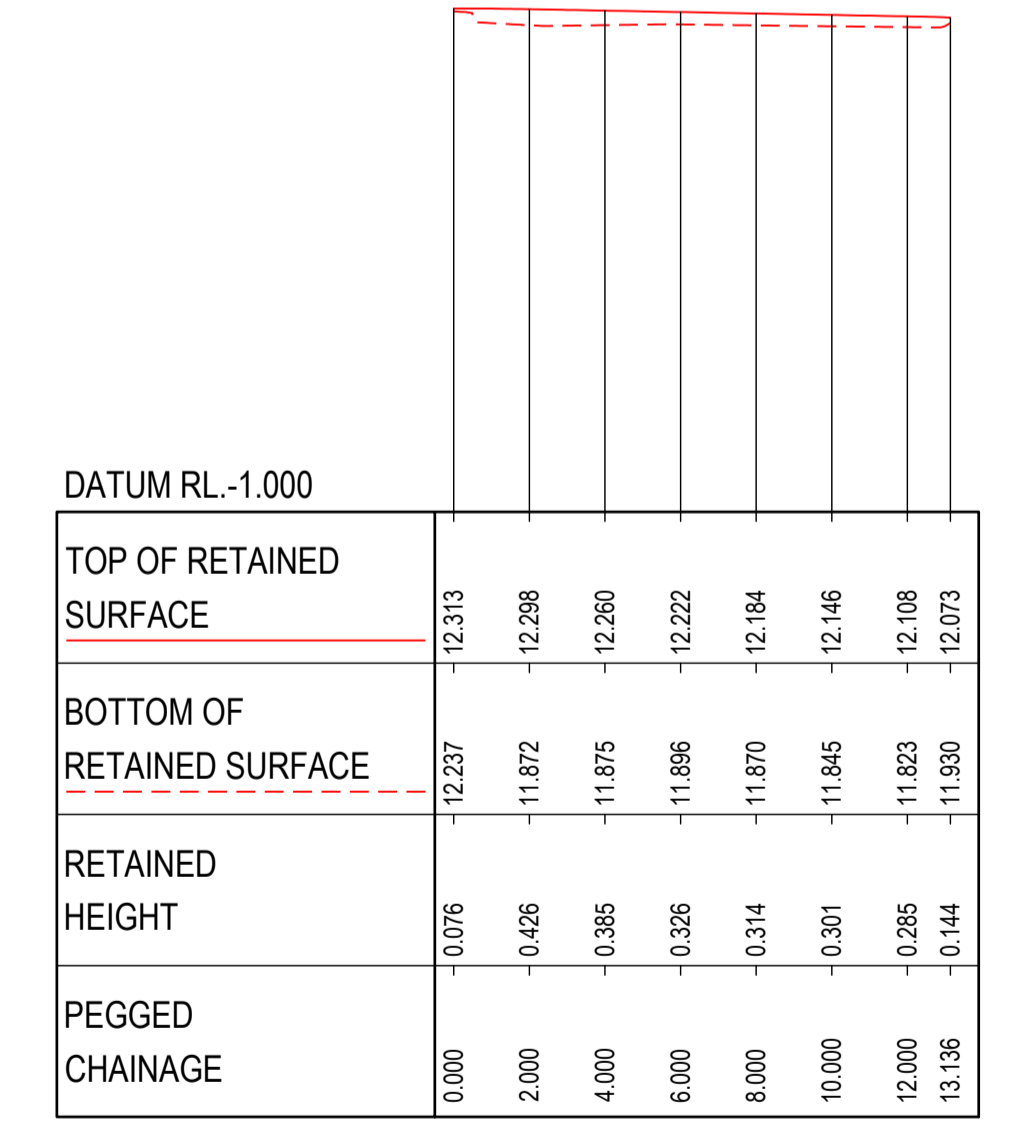 DATUM RL.-1.000
TOP OF RETAINED
SURFACE
12.313 12.298 12.260 12.222 12.184 12.146 12.108 12.073
BOTTOM OF
RETAINED SURFACE
12.237 11.872 11.875 11.896 11.870 11.845 11.823 11.930
RETAINED
HEIGHT
0.076 0.426 0.385 0.326 0.314 0.301 0.285 0.144
PEGGED
CHAINAGE
0.000 2.000 4.000 6.000 8.000 10.000 12.000 13.136